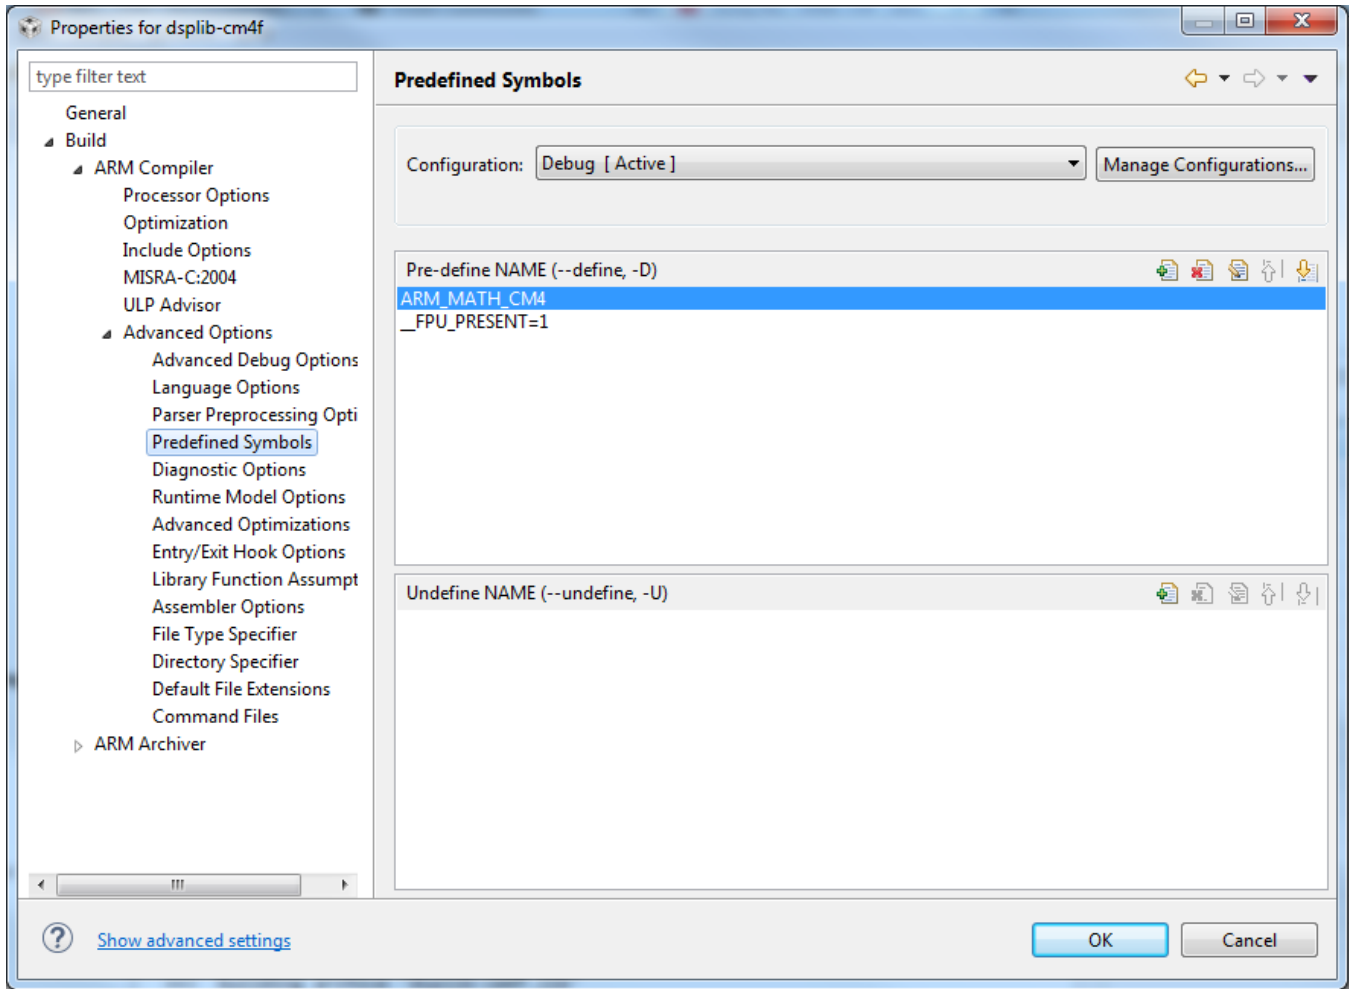 Properties for dsplib-cm4f
type filter text
General
Build
ARM Compiler
Processor Options
Optimization
Include Options
MISRA-C:2004
ULP Advisor
Advanced Options
Advanced Debug Options
Language Options
Parser Preprocessing Opti
Predefined Symbols
Diagnostic Options
Runtime Model Options
Advanced Optimizations
Entry/Exit Hook Options
Library Function Assumpt
Assembler Options
File Type Specifier
Directory Specifier
Default File Extensions
Command Files
ARM Archiver
Predefined Symbols
Configuration:
Debug [ Active ]
Manage Configurations...
Pre-define NAME (--define, -D)
ARM_MATH_CM4
__FPU_PRESENT=1
Undefine NAME (--undefine, -U)
Show advanced settings
OK
Cancel